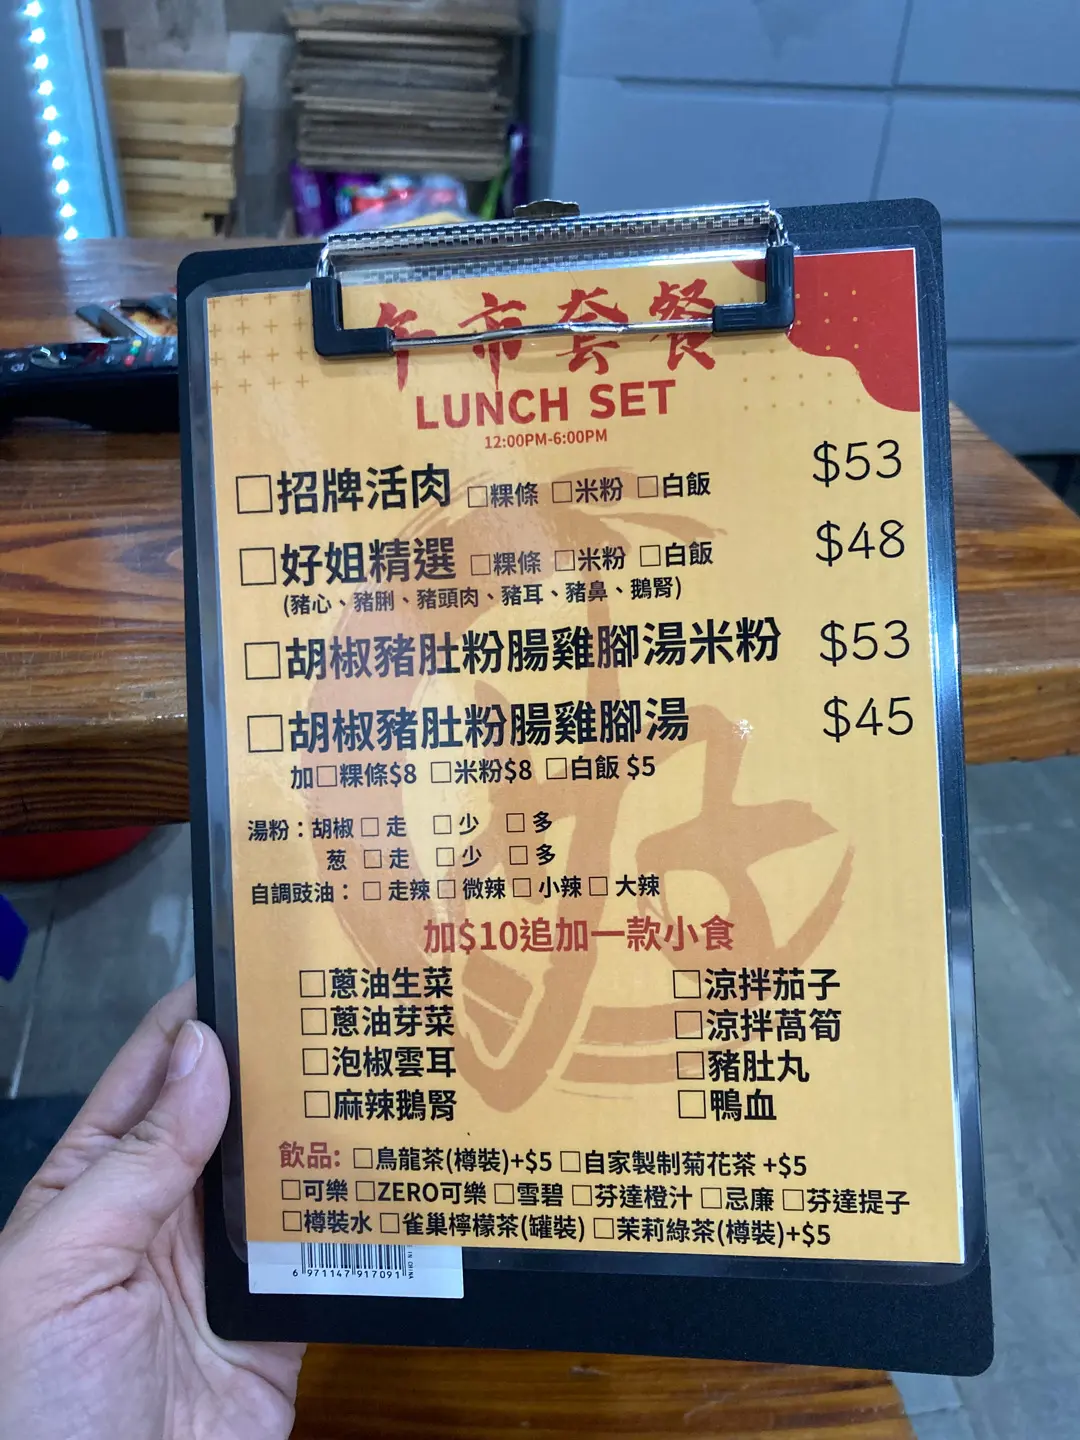 午市套餐
LUNCH SET
12:00PM-6:00PM
□招牌活肉 □粿條 □米粉 □白飯 $53
□好姐精選 □粿條 □米粉 □白飯 $48
(豬心、豬脷、豬頭肉、豬耳、豬鼻、鵝腎)
□胡椒豬肚粉腸雞腳湯米粉 $53
□胡椒豬肚粉腸雞腳湯 $45
加□粿條$8 □米粉$8 □白飯 $5
湯粉：胡椒 □ 走 □ 少 □ 多
葱 □ 走 □ 少 □ 多
自調豉油： □ 走辣 □ 微辣 □ 小辣 □ 大辣
加$10追加一款小食
□蔥油生菜 □涼拌茄子
□蔥油芽菜 □涼拌萵筍
□泡椒雲耳 □豬肚丸
□麻辣鵝腎 □鴨血
飲品: □烏龍茶(樽裝)+$5 □自家製制菊花茶 +$5
□可樂 □ZERO可樂 □雪碧 □芬達橙汁 □忌廉 □芬達提子
□樽裝水 □雀巢檸檬茶(罐裝) □茉莉綠茶(樽裝)+$5
6 971147 917091